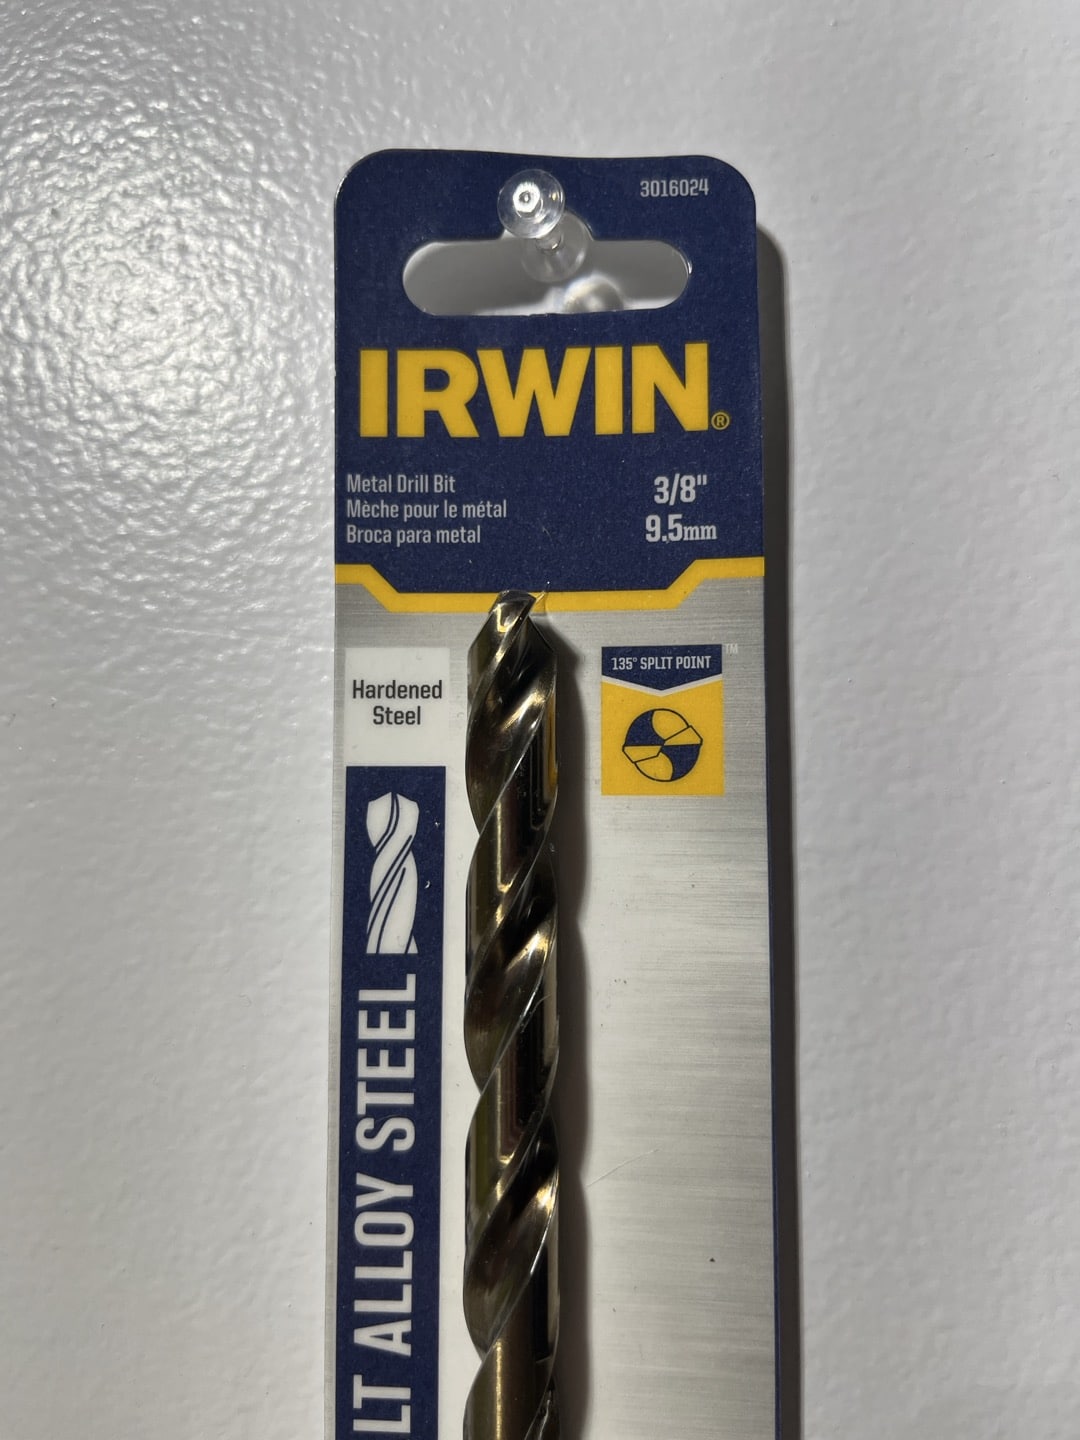 3016024
IRWIN®
Metal Drill Bit
Mèche pour le métal
Broca para metal
3/8"
9.5mm
Hardened
Steel
135° SPLIT POINT™
LT ALLOY STEEL